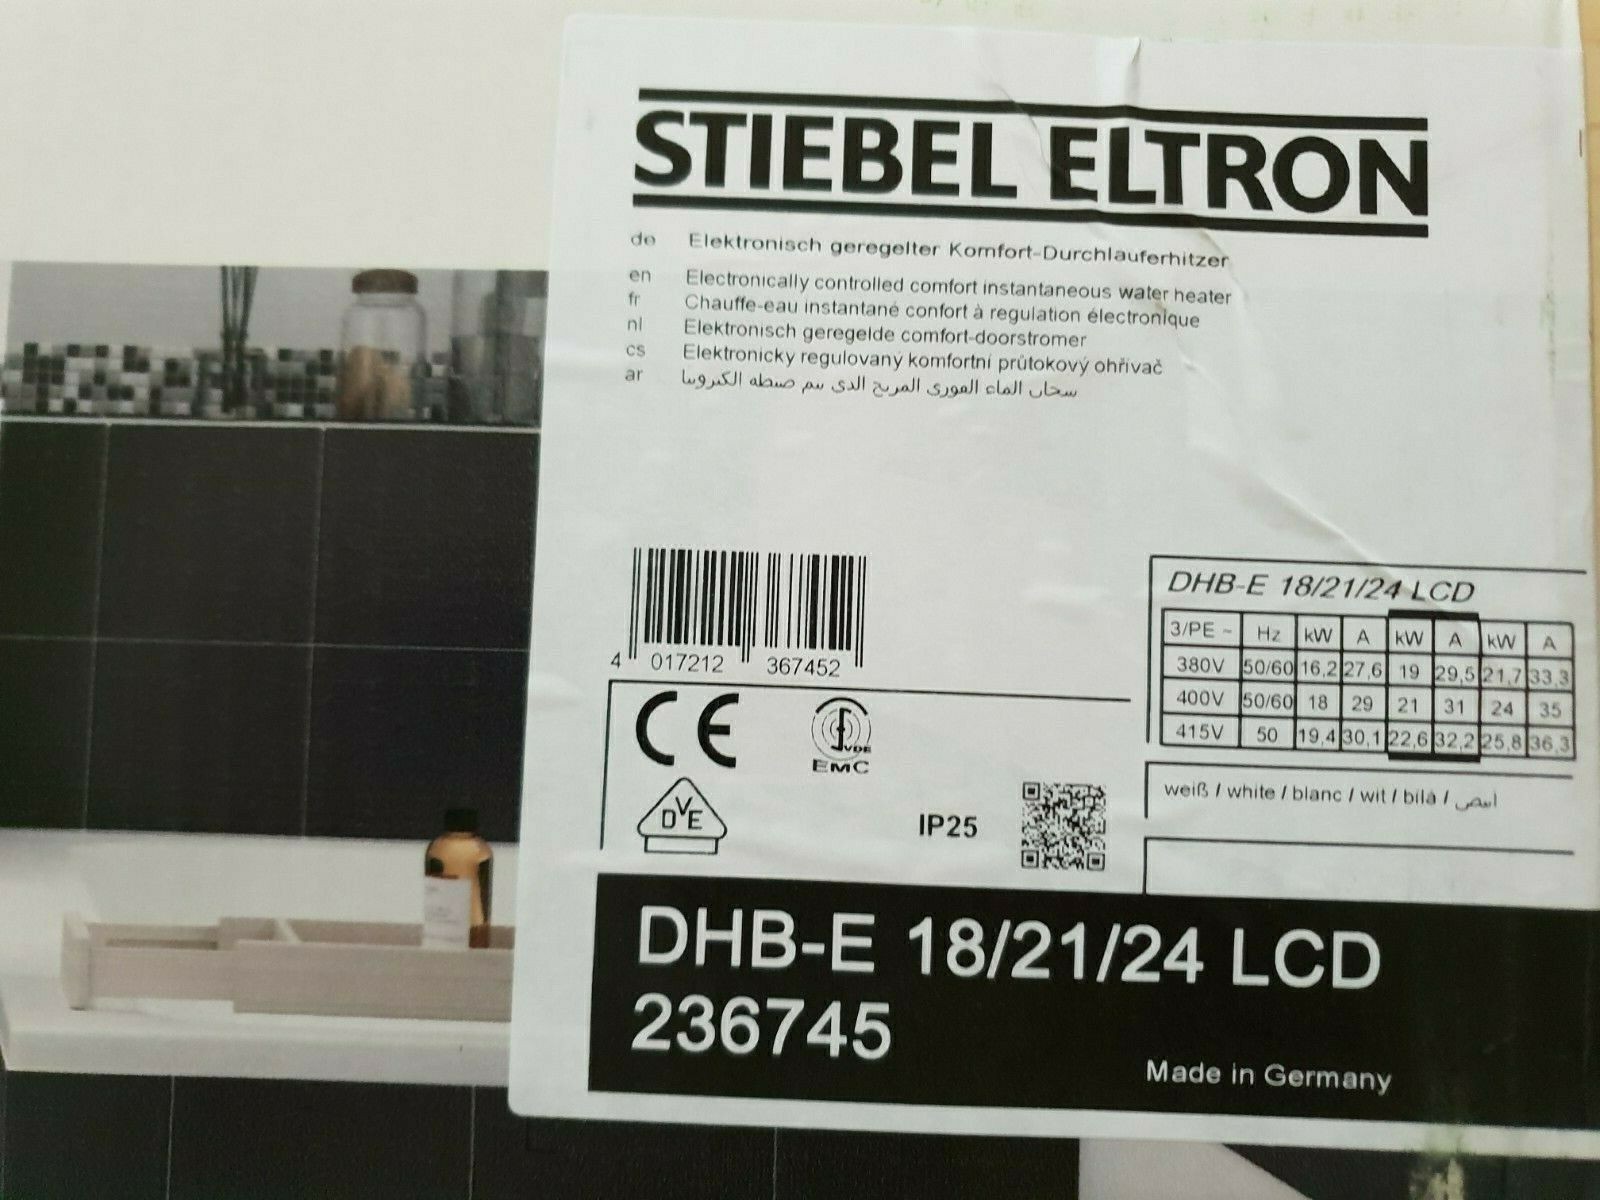 STIEBEL ELTRON
de Elektronisch geregelter Komfort-Durchlauferhitzer
en Electronically controlled comfort instantaneous water heater
fr Chauffe-eau instantané confort à regulation électronique
nl Elektronisch geregelde comfort-doorstromer
cs Elektronicky regulovaný komfortní průtokový ohřívač
ar سخان الماء الفوري المريح الذي يتم ضبطه الكترونيا
4 017212 367452
DHB-E 18/21/24 LCD
3/PE ~ Hz kW A kW A kW A
380V 50/60 16,2 27,6 19 29,5 21,7 33,3
400V 50/60 18 29 21 31 24 35
415V 50 19,4 30,1 22,6 32,2 25,8 36,3
CE
VDE
EMC
DVE
IP25
weiß / white / blanc / wit / bílá / ابيض
DHB-E 18/21/24 LCD
236745
Made in Germany